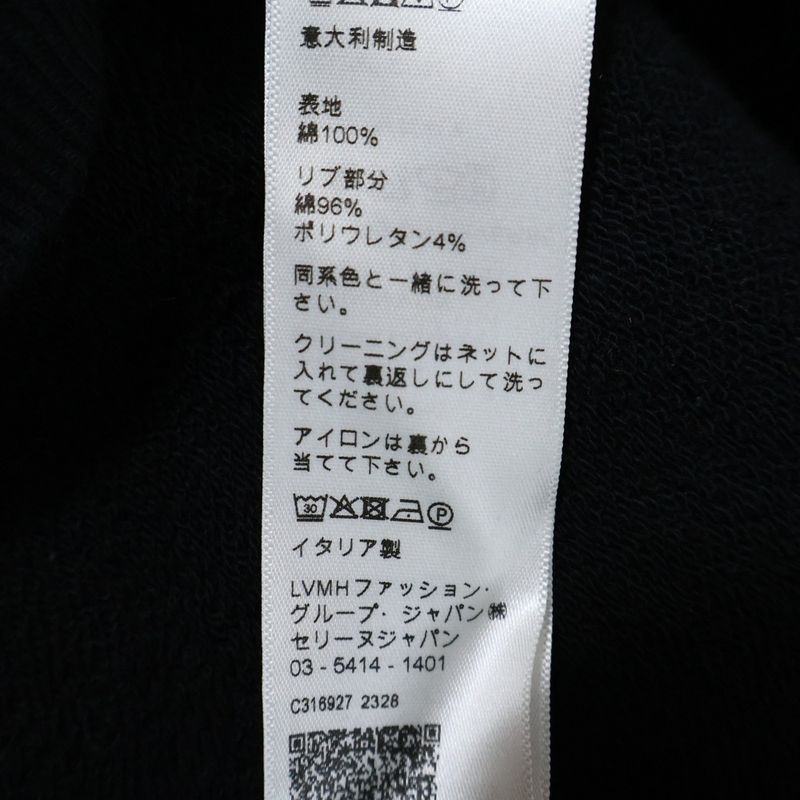 意大利制造
表地
綿100%
リブ部分
綿96%
ポリウレタン4%
同系色と一緒に洗って下
さい。
クリーニングはネットに
入れて裏返しにして洗っ
てください。
アイロンは裏から
当てて下さい。
30 P
イタリア製
LVMHファッション・
グループ・ジャパン㈱
セリーヌジャパン
03 - 5414 - 1401
C316927 2328